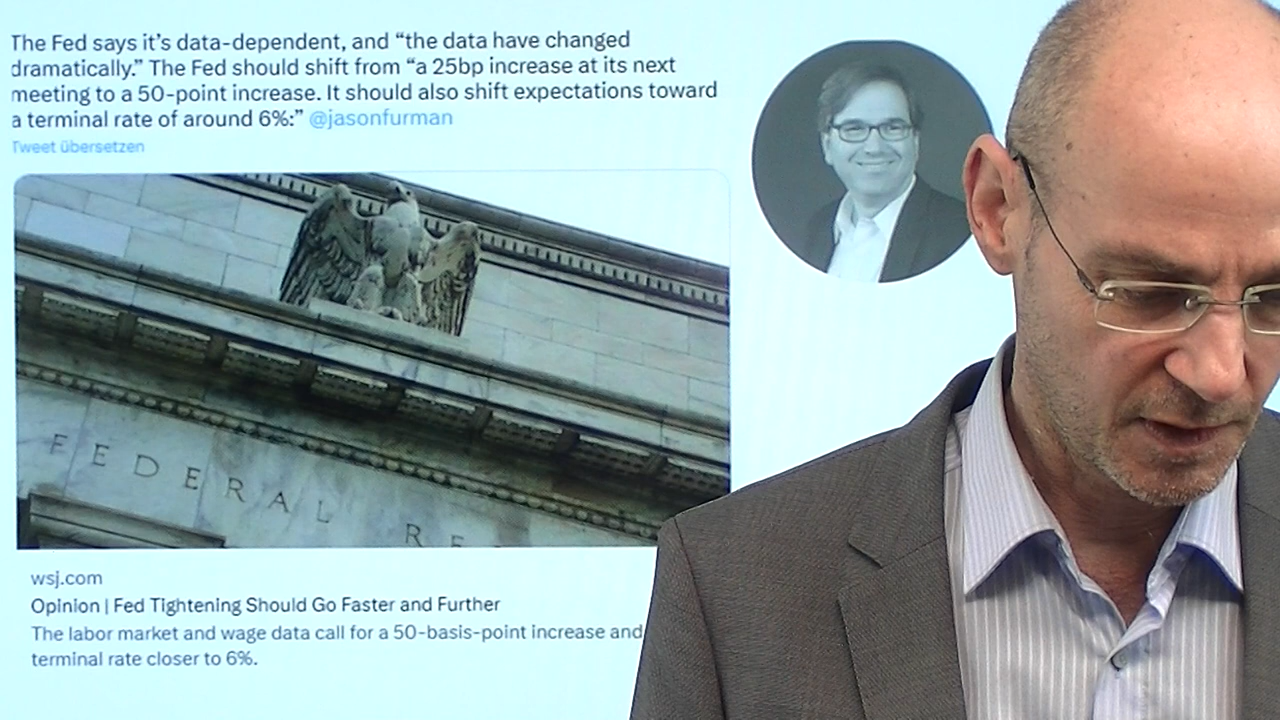 The Fed says it’s data-dependent, and “the data have changed
dramatically.” The Fed should shift from “a 25bp increase at its next
meeting to a 50-point increase. It should also shift expectations toward
a terminal rate of around 6%:” @jasonfurman
Tweet übersetzen
FEDERAL RE
wsj.com
Opinion | Fed Tightening Should Go Faster and Further
The labor market and wage data call for a 50-basis-point increase and
terminal rate closer to 6%.